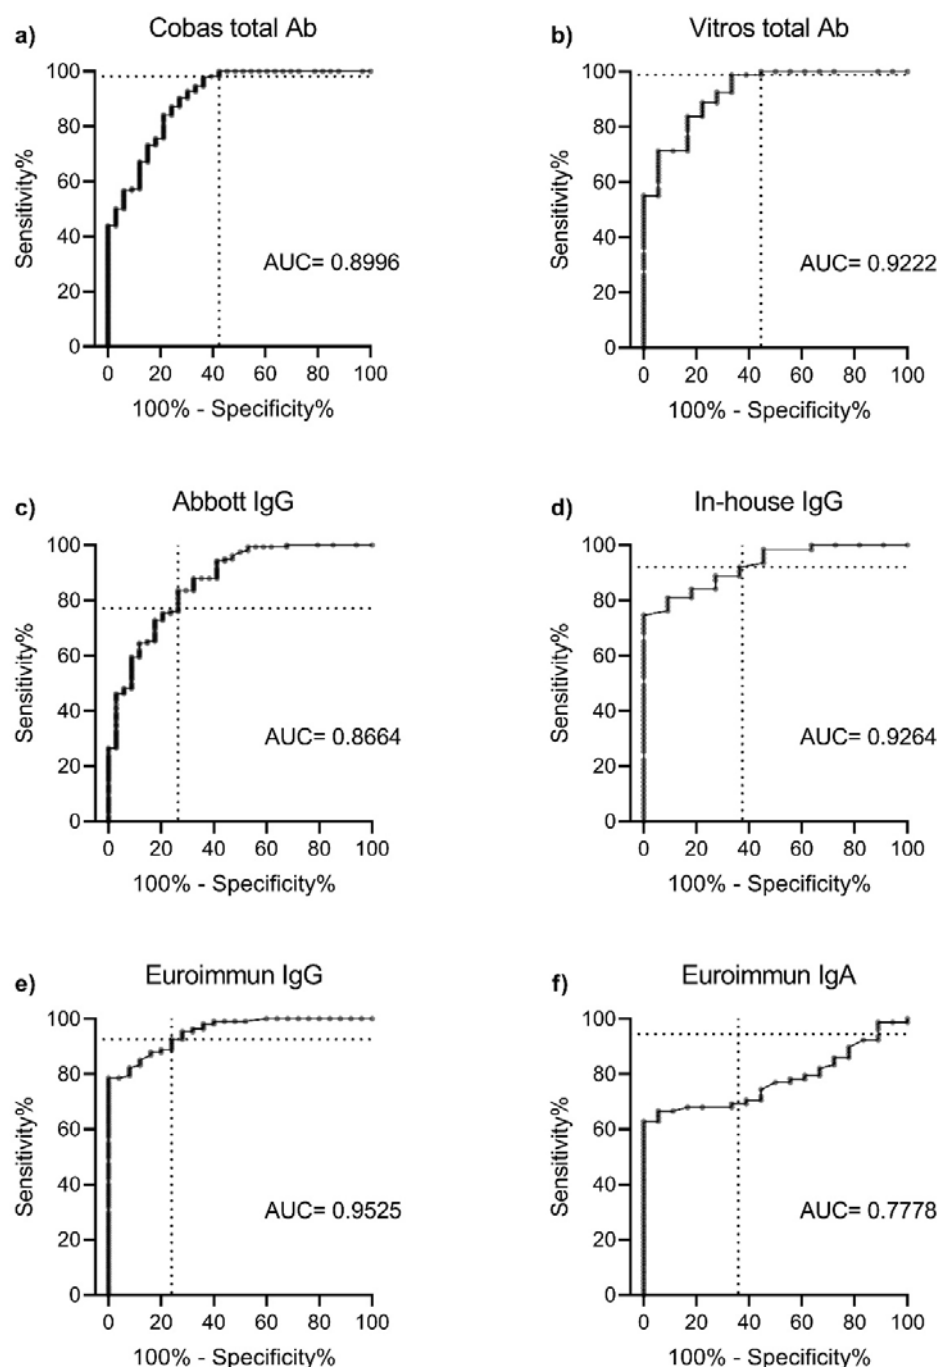 a)
Cobas total Ab
100
80
60
40
20
0
Sensitivity%
AUC= 0.8996
0 20 40 60 80 100
100% - Specificity%
b)
Vitros total Ab
100
80
60
40
20
0
Sensitivity%
AUC= 0.9222
0 20 40 60 80 100
100% - Specificity%
c)
Abbott IgG
100
80
60
40
20
0
Sensitivity%
AUC= 0.8664
0 20 40 60 80 100
100% - Specificity%
d)
In-house IgG
100
80
60
40
20
0
Sensitivity%
AUC= 0.9264
0 20 40 60 80 100
100% - Specificity%
e)
Euroimmun IgG
100
80
60
40
20
0
Sensitivity%
AUC= 0.9525
0 20 40 60 80 100
100% - Specificity%
f)
Euroimmun IgA
100
80
60
40
20
0
Sensitivity%
AUC= 0.7778
0 20 40 60 80 100
100% - Specificity%